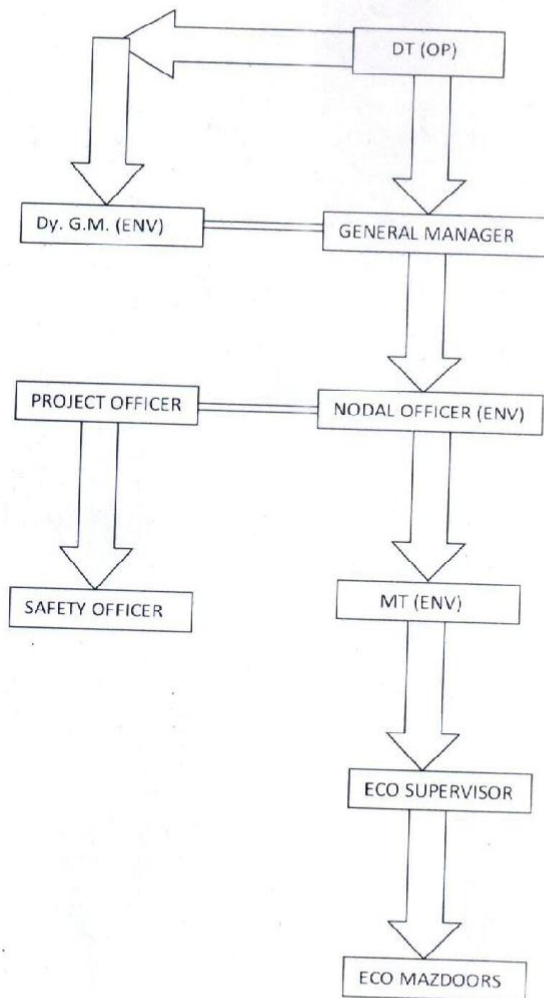 DT (OP)
Dy. G.M. (ENV)
GENERAL MANAGER
PROJECT OFFICER
NODAL OFFICER (ENV)
SAFETY OFFICER
MT (ENV)
ECO SUPERVISOR
ECO MAZDOORS